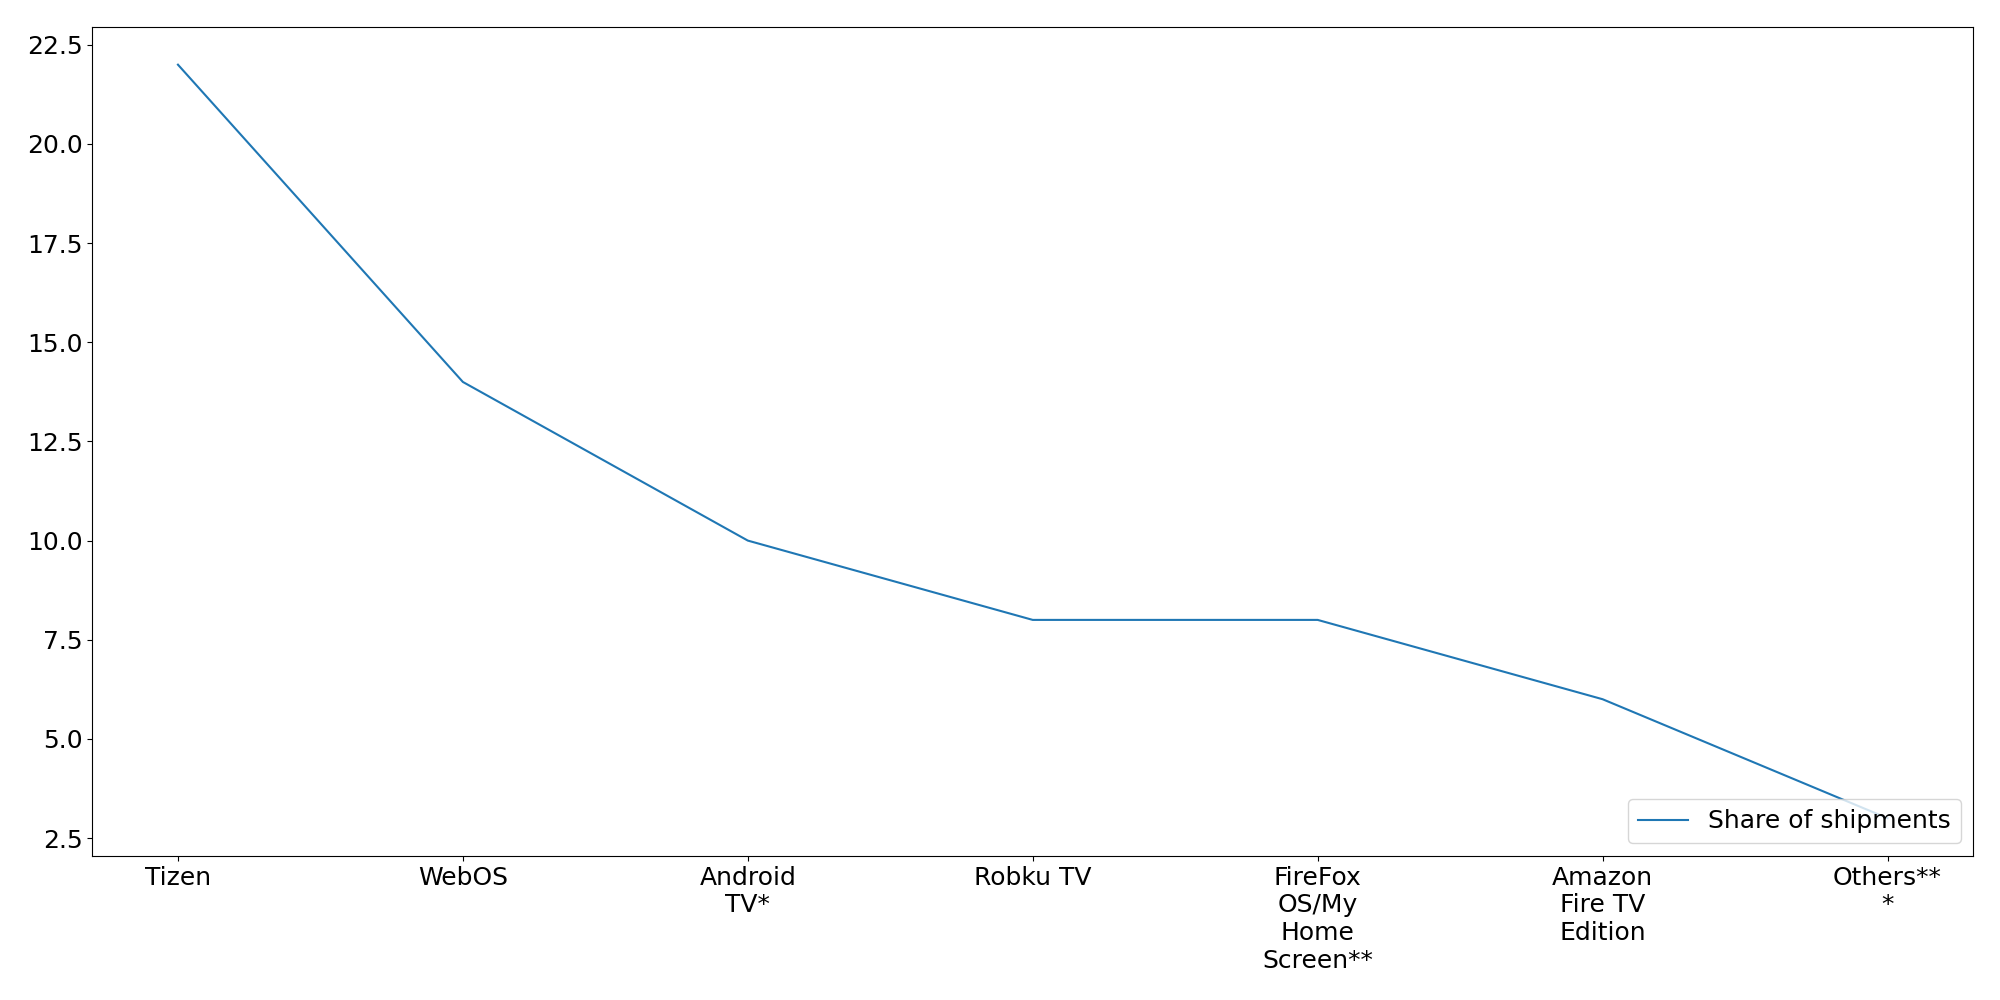 22.5
20.0
17.5
15.0
12.5
10.0
7.5
5.0
2.5
Share of shipments
Tizen
WebOS
Android
TV*
Robku TV
FireFox
OS/My
Home
Screen**
Amazon
Fire TV
Edition
Others**
*